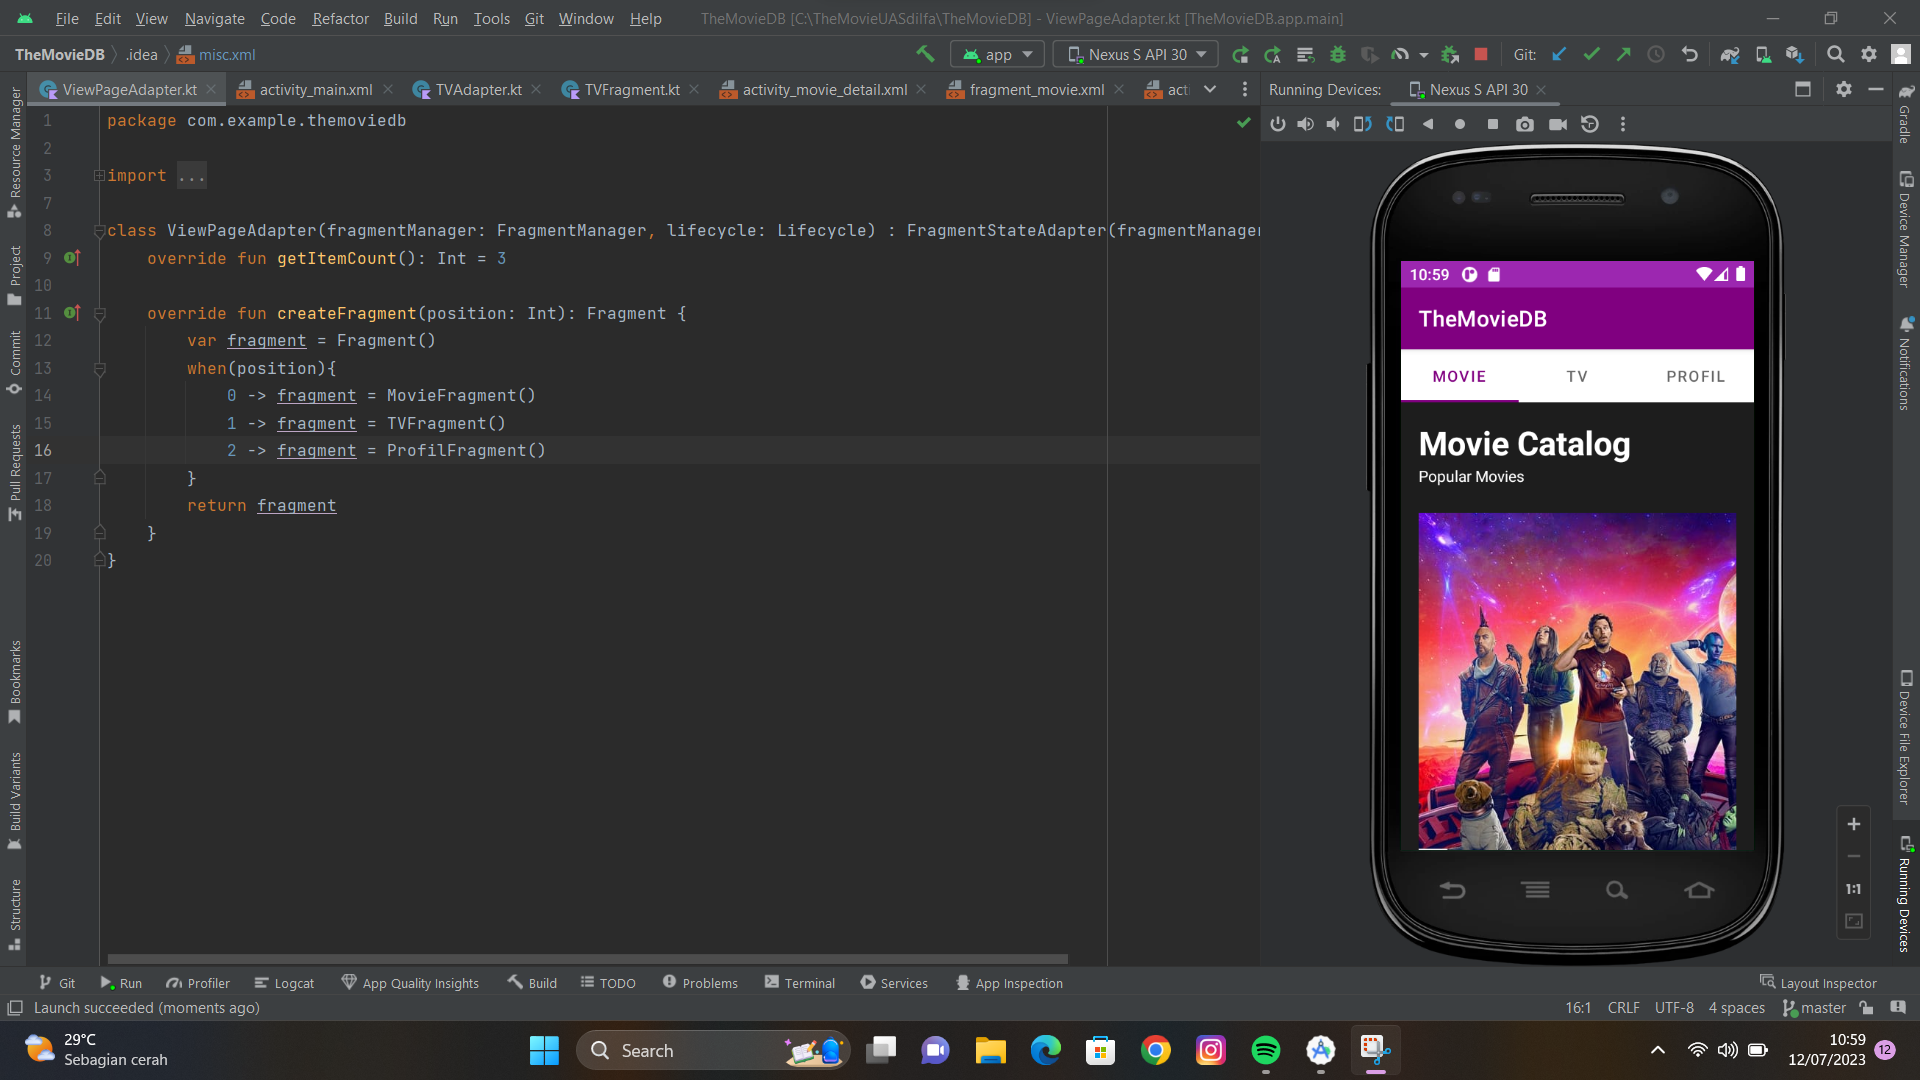 File Edit View Navigate Code Refactor Build Run Tools Git Window Help TheMovieDB [C:\TheMovieUASdilfa\TheMovieDB] - ViewPageAdapter.kt [TheMovieDB.app.main]
TheMovieDB .idea misc.xml app Nexus S API 30 Git:
ViewPageAdapter.kt activity_main.xml TVAdapter.kt TVFragment.kt activity_movie_detail.xml fragment_movie.xml act Running Devices: Nexus S API 30
1 package com.example.themoviedb
2
3 import ...
7
8 class ViewPageAdapter(fragmentManager: FragmentManager, lifecycle: Lifecycle) : FragmentStateAdapter(fragmentManager
9 override fun getItemCount(): Int = 3
10
11 override fun createFragment(position: Int): Fragment {
12 var fragment = Fragment()
13 when(position){
14 0 -> fragment = MovieFragment()
15 1 -> fragment = TVFragment()
16 2 -> fragment = ProfilFragment()
17 }
18 return fragment
19 }
20 }
Resource Manager
Project
Commit
Pull Requests
Bookmarks
Build Variants
Structure
10:59
TheMovieDB
MOVIE TV PROFIL
Movie Catalog
Popular Movies
1:1
Gradle
Device Manager
Notifications
Device File Explorer
Running Devices
Git Run Profiler Logcat App Quality Insights Build TODO Problems Terminal Services App Inspection Layout Inspector
Launch succeeded (moments ago) 16:1 CRLF UTF-8 4 spaces master
29°C
Sebagian cerah
Search
10:59
12/07/2023
12